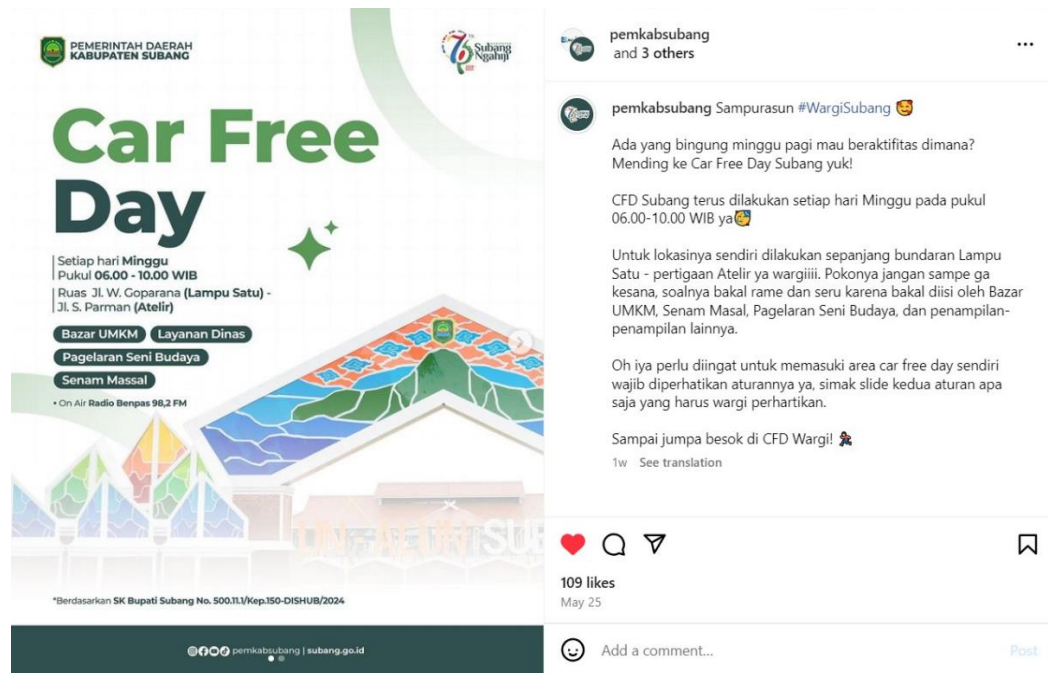 PEMERINTAH DAERAH
KABUPATEN SUBANG
76
Subang
Ngahiji
Car Free
Day
Setiap hari Minggu
Pukul 06.00 - 10.00 WIB
Ruas Jl. W. Goparana (Lampu Satu) -
Jl. S. Parman (Atelir)
Bazar UMKM
Layanan Dinas
Pagelaran Seni Budaya
Senam Massal
• On Air Radio Benpas 98,2 FM
*Berdasarkan SK Bupati Subang No. 500.11.1/Kep.150-DISHUB/2024
pemkabsubang | subang.go.id
pemkabsubang
and 3 others
pemkabsubang Sampurasun #WargiSubang 🥰
Ada yang bingung minggu pagi mau beraktifitas dimana?
Mending ke Car Free Day Subang yuk!
CFD Subang terus dilakukan setiap hari Minggu pada pukul
06.00-10.00 WIB ya🥳
Untuk lokasinya sendiri dilakukan sepanjang bundaran Lampu
Satu - pertigaan Atelir ya wargiiii. Pokonya jangan sampe ga
kesana, soalnya bakal rame dan seru karena bakal diisi oleh Bazar
UMKM, Senam Masal, Pagelaran Seni Budaya, dan penampilan-
penampilan lainnya.
Oh iya perlu diingat untuk memasuki area car free day sendiri
wajib diperhatikan aturannya ya, simak slide kedua aturan apa
saja yang harus wargi perhartikan.
Sampai jumpa besok di CFD Wargi!
1w See translation
109 likes
May 25
Add a comment...
Post